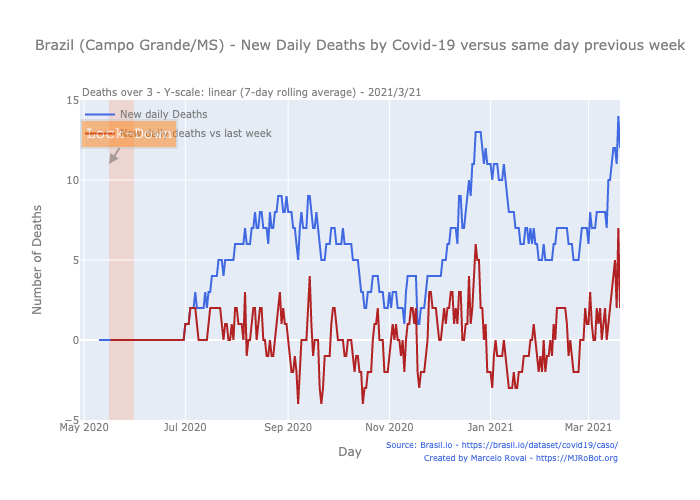 Brazil (Campo Grande/MS) - New Daily Deaths by Covid-19 versus same day previous week
Deaths over 3 - Y-scale: linear (7-day rolling average) - 2021/3/21
New daily Deaths
Lock Down
deaths vs last week
15
10
5
0
−5
Number of Deaths
May 2020
Jul 2020
Sep 2020
Nov 2020
Jan 2021
Mar 2021
Day
Source: Brasil.io - https://brasil.io/dataset/covid19/caso/
Created by Marcelo Rovai - https://MJRoBot.org